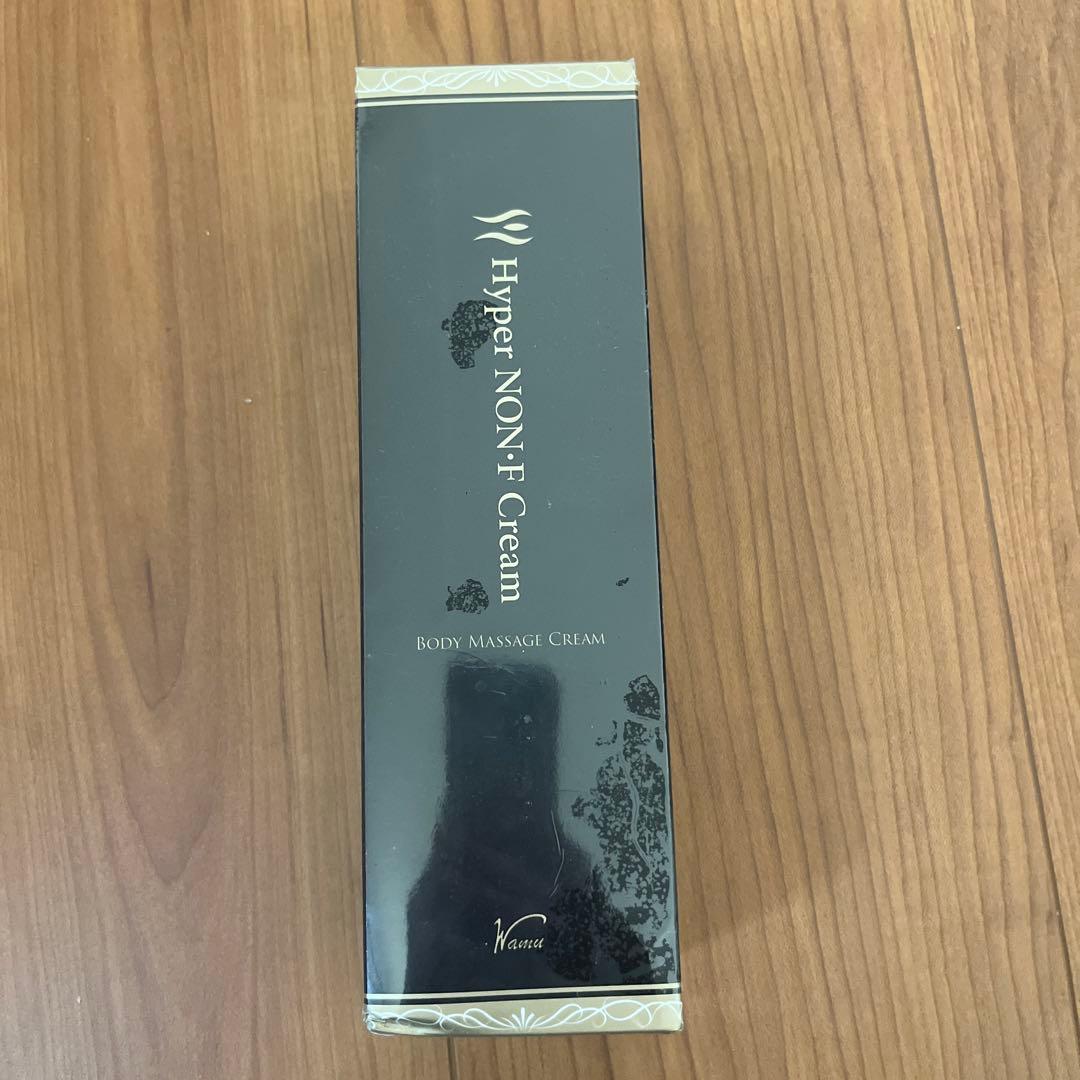 Hyper NON·F Cream
BODY MASSAGE CREAM
Wamu